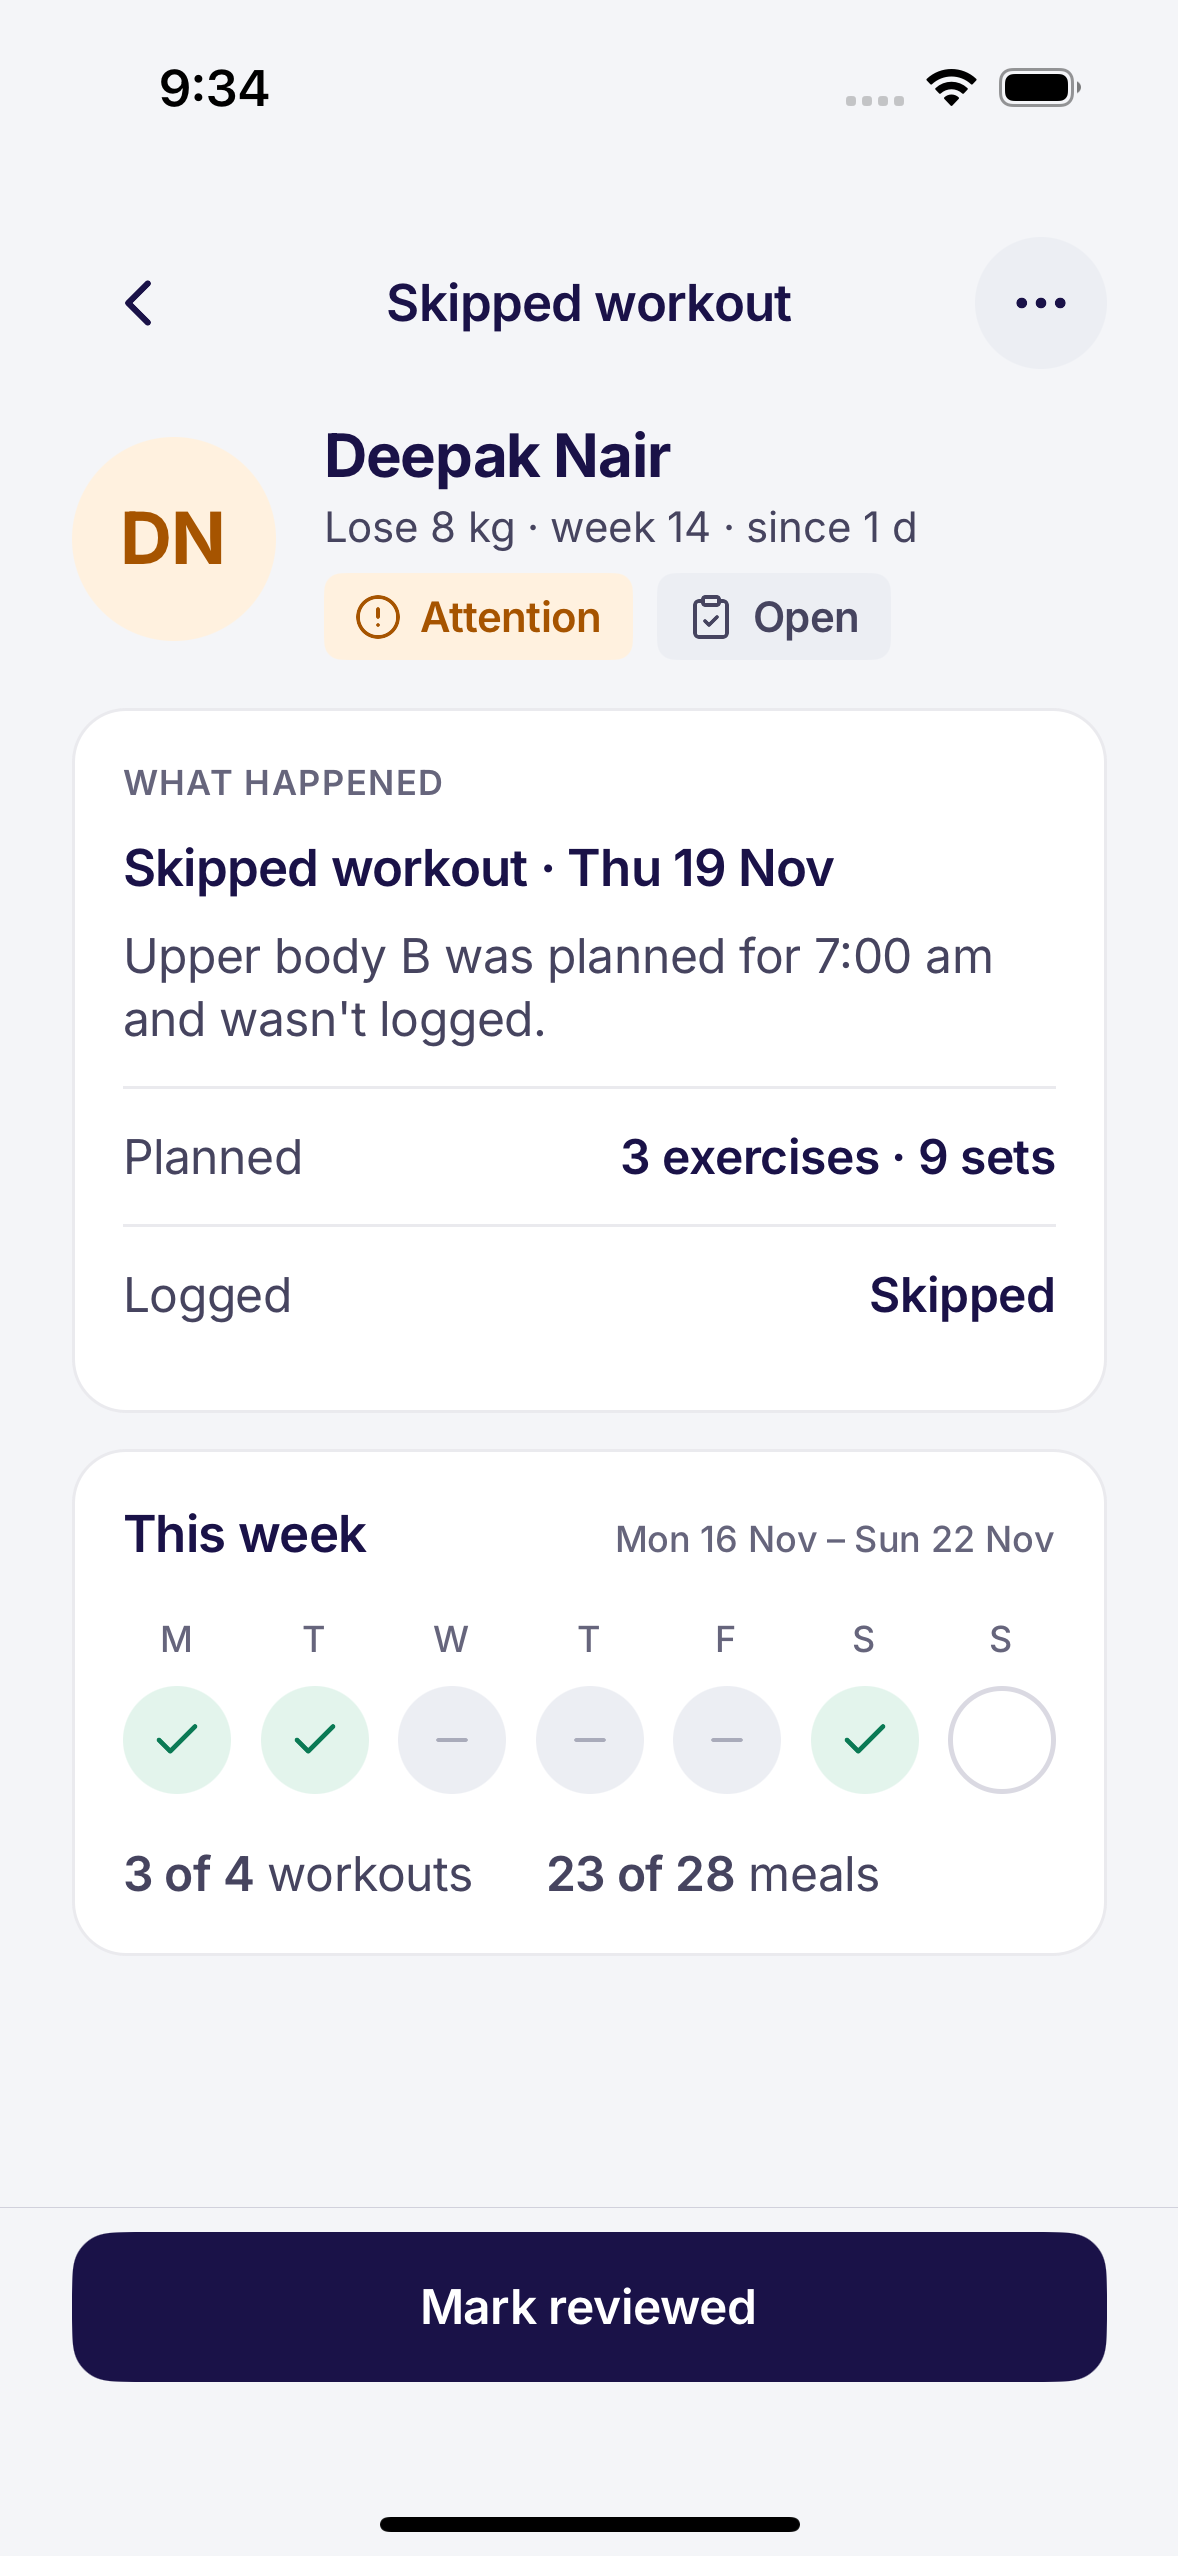 9:34
Skipped workout
DN
Deepak Nair
Lose 8 kg · week 14 · since 1 d
Attention
Open
WHAT HAPPENED
Skipped workout · Thu 19 Nov
Upper body B was planned for 7:00 am
and wasn't logged.
Planned 3 exercises · 9 sets
Logged Skipped
This week Mon 16 Nov – Sun 22 Nov
M T W T F S S
3 of 4 workouts 23 of 28 meals
Mark reviewed